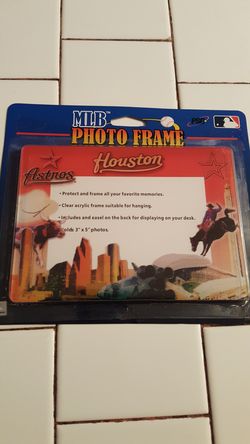 MLB
PHOTO FRAME
Astros
Houston
• Protect and frame all your favorite memories.
• Clear acrylic frame suitable for hanging.
• Includes and easel on the back for displaying on your desk.
Holds 3" x 5" photos.